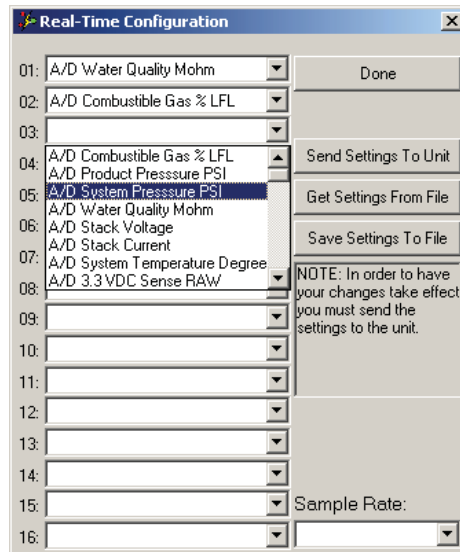 Real-Time Configuration
01: A/D Water Quality Mohm
Done
02: A/D Combustible Gas % LFL
03:
A/D Combustible Gas % LFL
A/D Product Presssure PSI
A/D System Presssure PSI
A/D Water Quality Mohm
A/D Stack Voltage
A/D Stack Current
A/D System Temperature Degree
A/D 3.3 VDC Sense RAW
04:
Send Settings To Unit
05:
Get Settings From File
06:
Save Settings To File
07:
NOTE: In order to have
your changes take effect
you must send the
settings to the unit.
08:
09:
10:
11:
12:
13:
14:
15:
Sample Rate:
16: